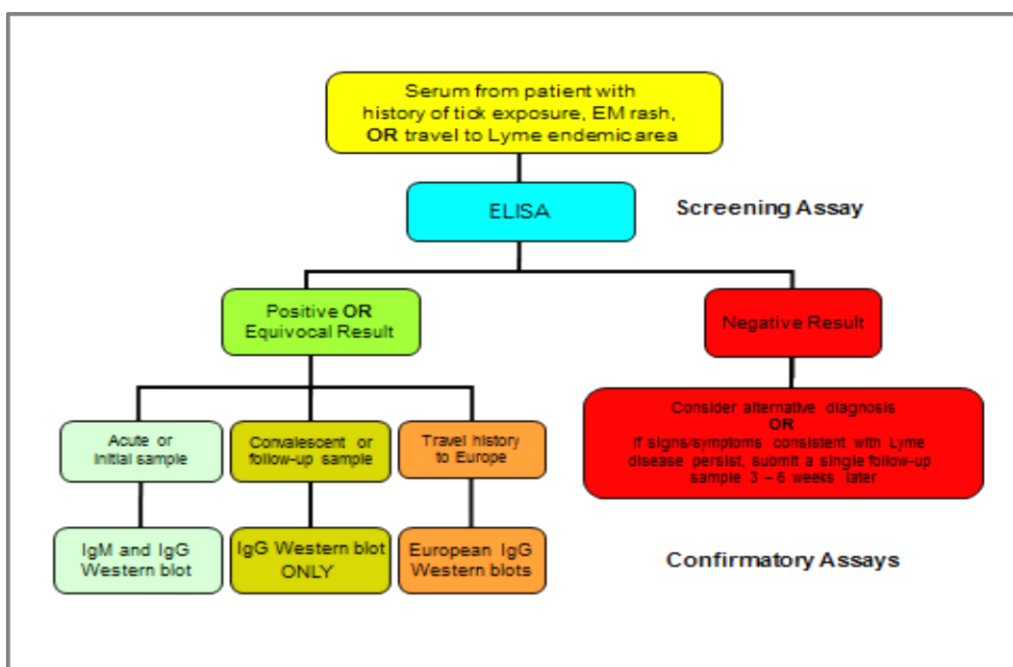 Serum from patient with
history of tick exposure, EM rash,
OR travel to Lyme endemic area
ELISA
Screening Assay
Positive OR
Equivocal Result
Negative Result
Consider alternative diagnosis
OR
If signs/symptoms consistent with Lyme
disease persist, submit a single follow-up
sample 3 – 6 weeks later
Acute or
initial sample
Convalescent or
follow-up sample
Travel history
to Europe
IgM and IgG
Western blot
IgG Western blot
ONLY
European IgG
Western blots
Confirmatory Assays